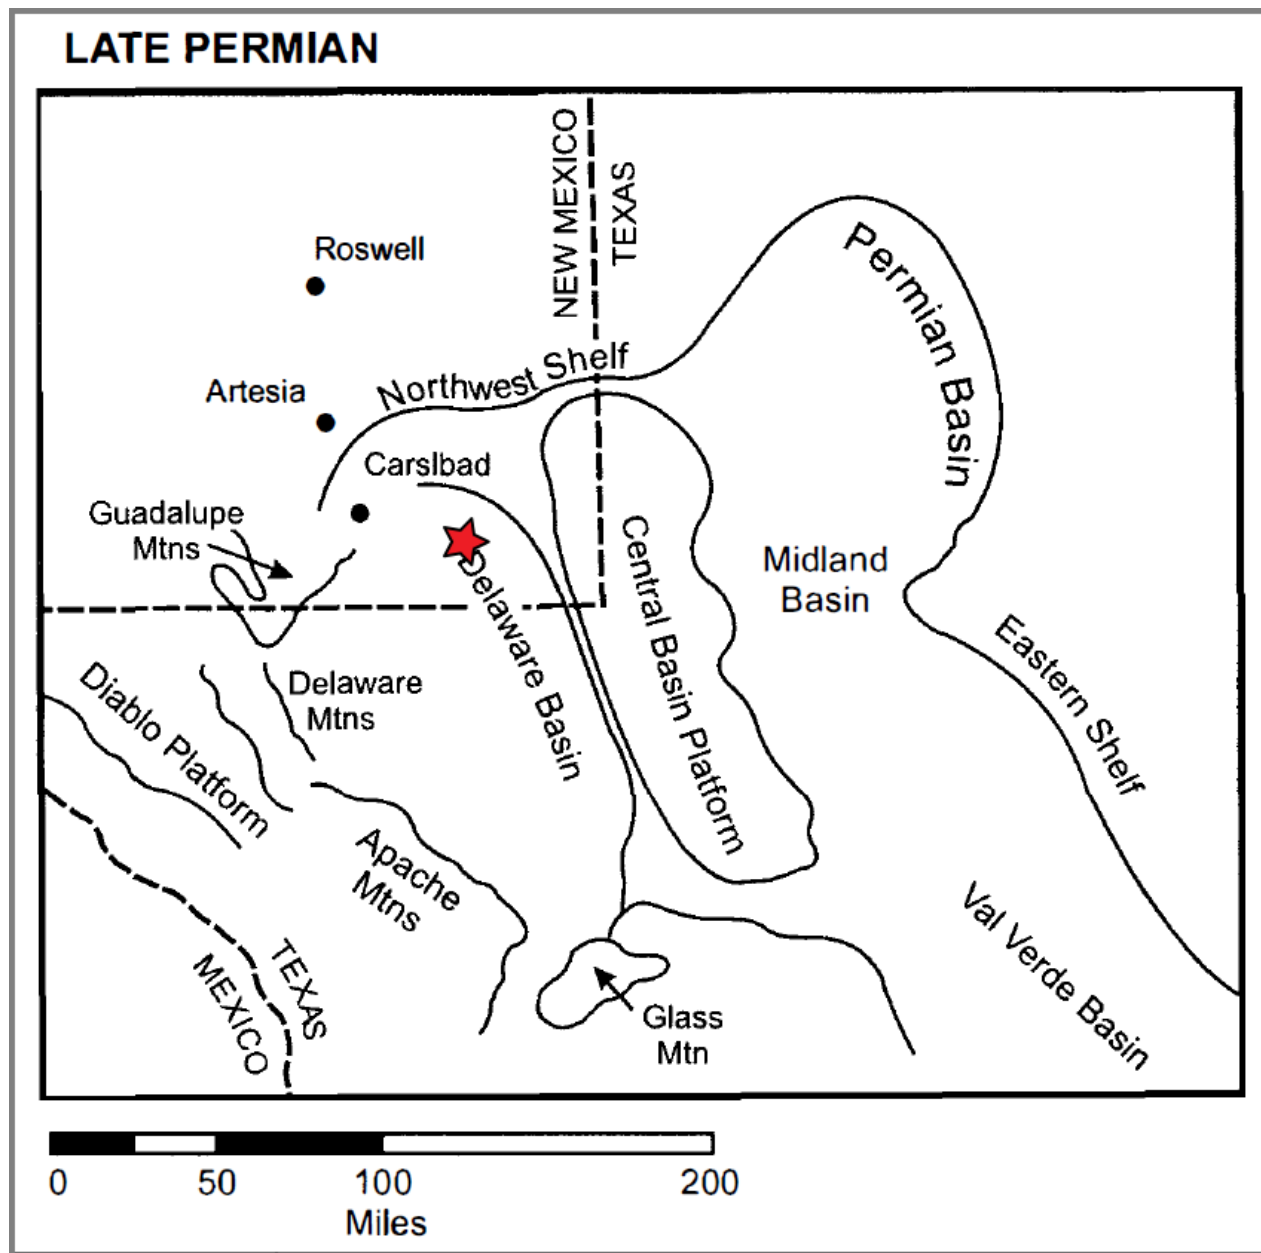 LATE PERMIAN
NEW MEXICO
TEXAS
Roswell
Permian Basin
Northwest Shelf
Artesia
Carslbad
Guadalupe
Mtns
Central Basin Platform
Midland
Basin
Delaware Basin
Eastern Shelf
Delaware
Mtns
Diablo Platform
Apache
Mtns
Val Verde Basin
TEXAS
MEXICO
Glass
Mtn
0 50 100 200
Miles